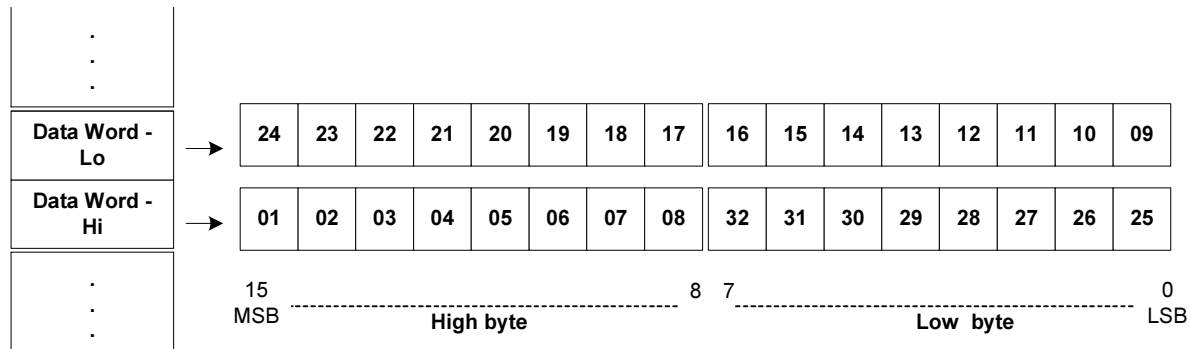 .
.
.
Data Word -
Lo
24 23 22 21 20 19 18 17 16 15 14 13 12 11 10 09
Data Word -
Hi
01 02 03 04 05 06 07 08 32 31 30 29 28 27 26 25
.
.
.
15 8 7 0
MSB High byte Low byte LSB